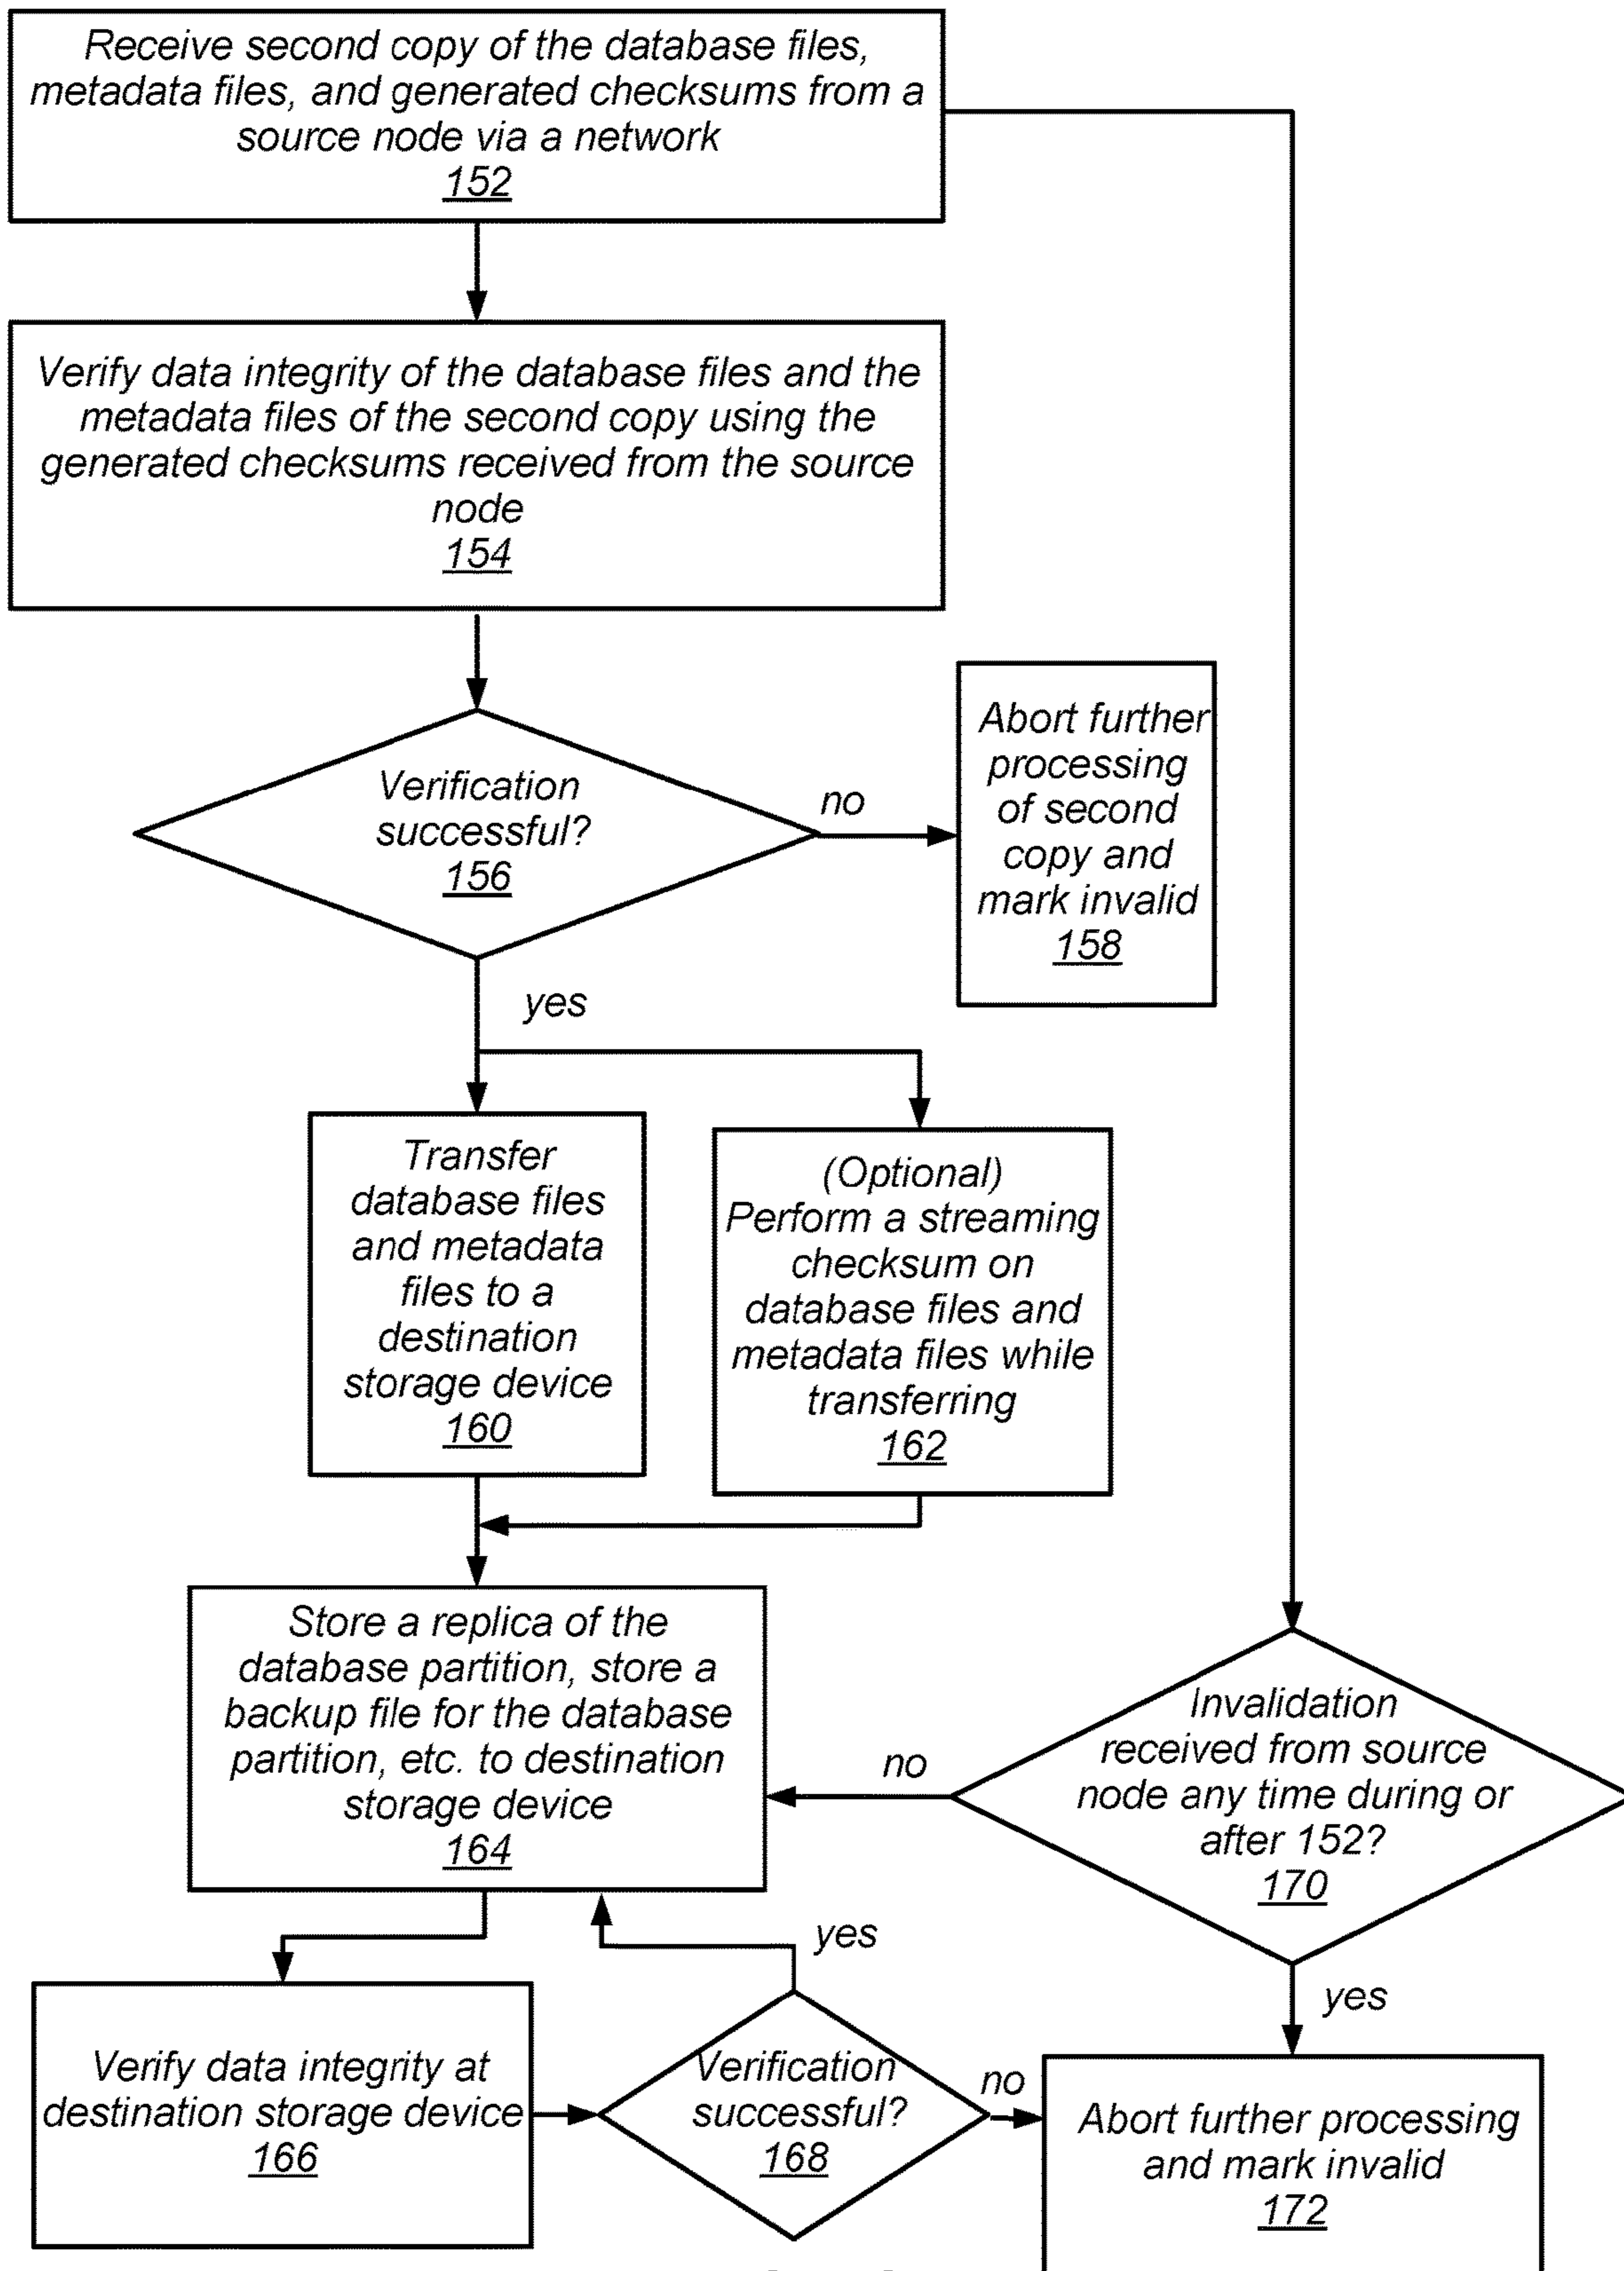 Receive second copy of the database files,
metadata files, and generated checksums from a
source node via a network
152
Verify data integrity of the database files and the
metadata files of the second copy using the
generated checksums received from the source
node
154
Verification
successful?
156
no
Abort further
processing
of second
copy and
mark invalid
158
yes
Transfer
database files
and metadata
files to a
destination
storage device
160
(Optional)
Perform a streaming
checksum on
database files and
metadata files while
transferring
162
Store a replica of the
database partition, store a
backup file for the database
partition, etc. to destination
storage device
164
no
Invalidation
received from source
node any time during or
after 152?
170
yes
yes
Verify data integrity at
destination storage device
166
Verification
successful?
168
no
Abort further processing
and mark invalid
172